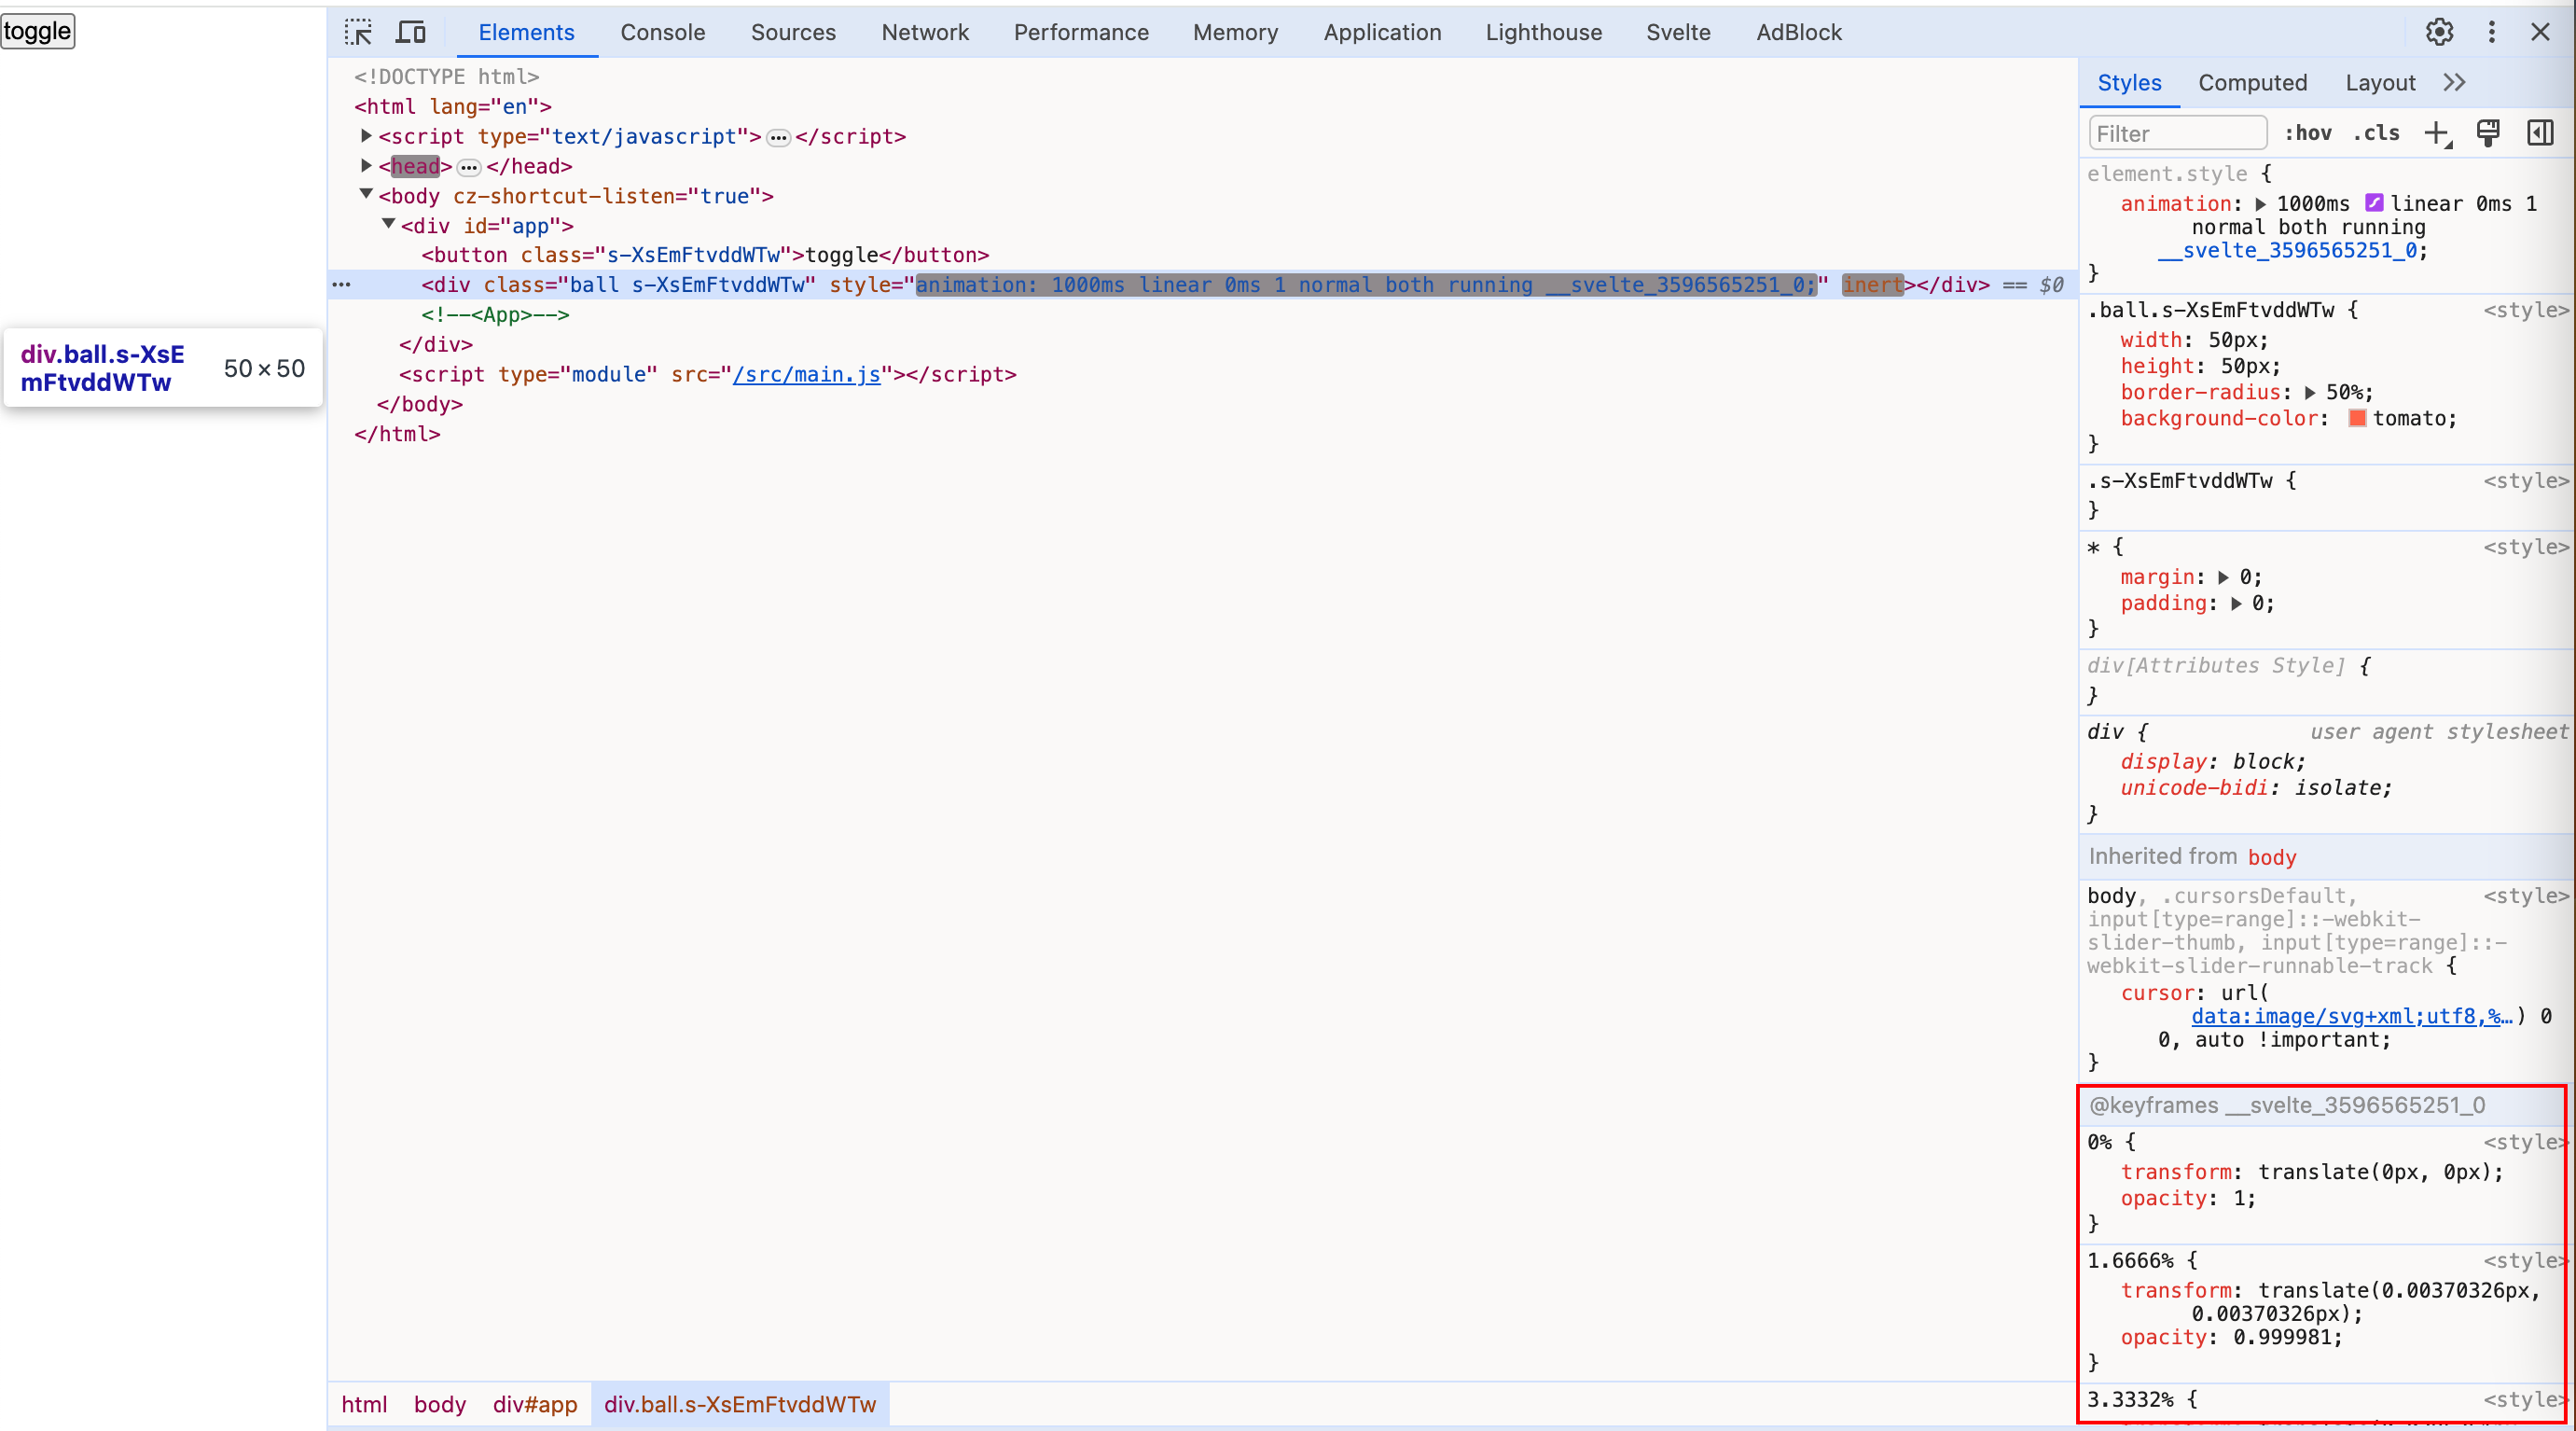 toggle
Elements Console Sources Network Performance Memory Application Lighthouse Svelte AdBlock
<!DOCTYPE html>
<html lang="en">
<script type="text/javascript"> … </script>
<head> … </head>
<body cz-shortcut-listen="true">
<div id="app">
<button class="s-XsEmFtvddWTw">toggle</button>
… <div class="ball s-XsEmFtvddWTw" style="animation: 1000ms linear 0ms 1 normal both running __svelte_3596565251_0;" inert></div> == $0
<!--<App>-->
</div>
<script type="module" src="/src/main.js"></script>
</body>
</html>
div.ball.s-XsE
mFtvddWTw 50 × 50
html body div#app div.ball.s-XsEmFtvddWTw
Styles Computed Layout
Filter :hov .cls
element.style {
animation: 1000ms linear 0ms 1
normal both running
__svelte_3596565251_0;
}
.ball.s-XsEmFtvddWTw { <style>
width: 50px;
height: 50px;
border-radius: 50%;
background-color: tomato;
}
.s-XsEmFtvddWTw { <style>
}
* { <style>
margin: 0;
padding: 0;
}
div[Attributes Style] {
}
div { user agent stylesheet
display: block;
unicode-bidi: isolate;
}
Inherited from body
body, .cursorsDefault, <style>
input[type=range]::-webkit-
slider-thumb, input[type=range]::-
webkit-slider-runnable-track {
cursor: url(
data:image/svg+xml;utf8,%…) 0
0, auto !important;
}
@keyframes __svelte_3596565251_0
0% { <style>
transform: translate(0px, 0px);
opacity: 1;
}
1.6666% { <style>
transform: translate(0.00370326px,
0.00370326px);
opacity: 0.999981;
}
3.3332% { <style>